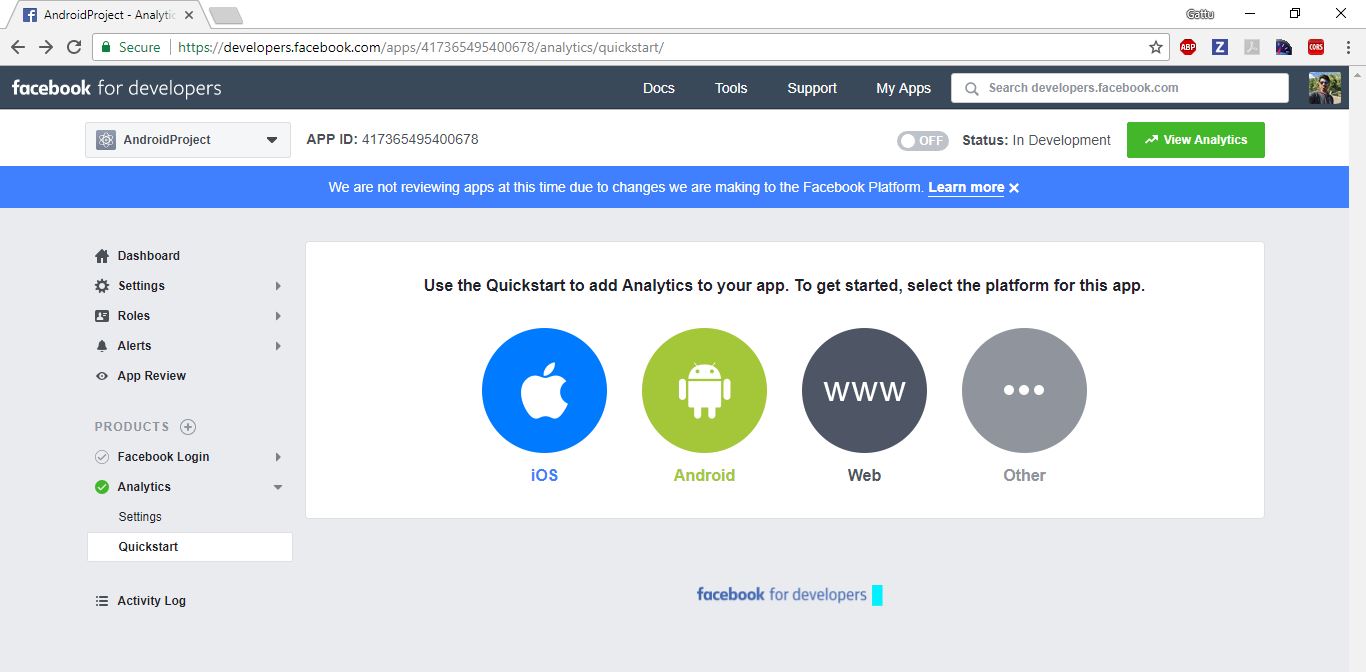 AndroidProject - Analytic
Gattu
Secure https://developers.facebook.com/apps/417365495400678/analytics/quickstart/
ABP Z CORS
facebook for developers Docs Tools Support My Apps Search developers.facebook.com
AndroidProject APP ID: 417365495400678 OFF Status: In Development View Analytics
We are not reviewing apps at this time due to changes we are making to the Facebook Platform. Learn more
Dashboard
Settings
Roles
Alerts
App Review
PRODUCTS
Facebook Login
Analytics
Settings
Quickstart
Activity Log
Use the Quickstart to add Analytics to your app. To get started, select the platform for this app.
www
iOS Android Web Other
facebook for developers